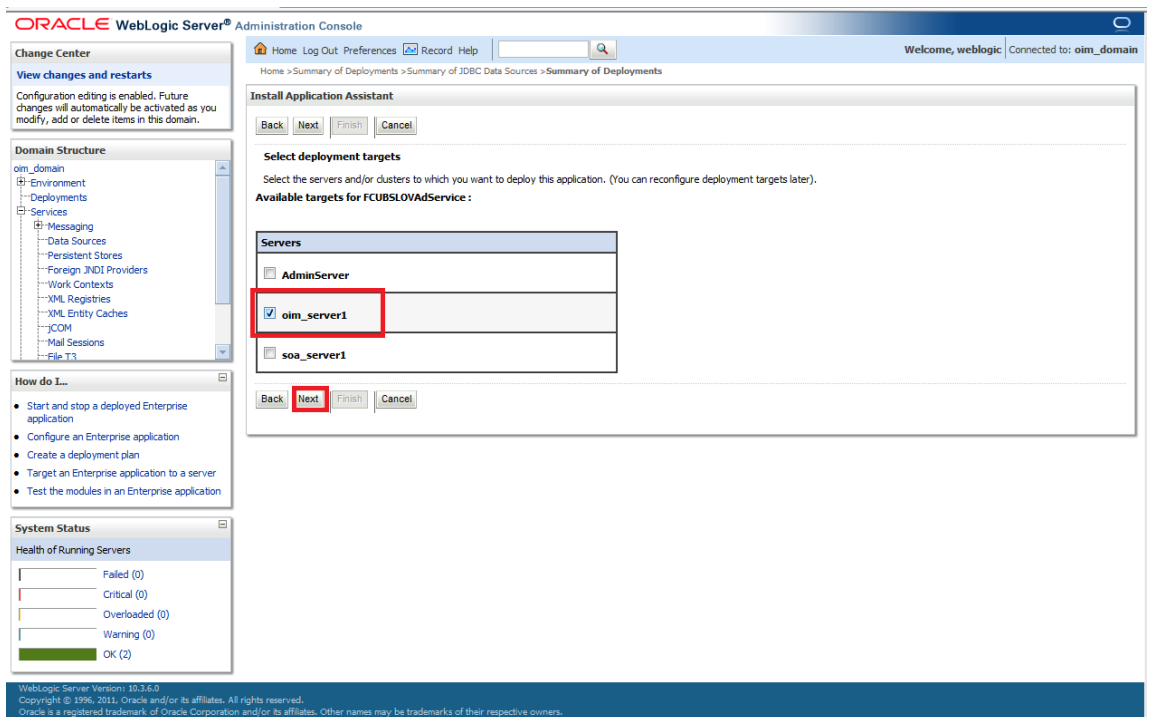 ORACLE WebLogic Server® Administration Console
Change Center
View changes and restarts
Configuration editing is enabled. Future
changes will automatically be activated as you
modify, add or delete items in this domain.
Domain Structure
oim_domain
Environment
Deployments
Services
Messaging
Data Sources
Persistent Stores
Foreign JNDI Providers
Work Contexts
XML Registries
XML Entity Caches
jCOM
Mail Sessions
File T3
How do I...
Start and stop a deployed Enterprise
application
Configure an Enterprise application
Create a deployment plan
Target an Enterprise application to a server
Test the modules in an Enterprise application
System Status
Health of Running Servers
Failed (0)
Critical (0)
Overloaded (0)
Warning (0)
OK (2)
Home Log Out Preferences Record Help
Welcome, weblogic Connected to: oim_domain
Home >Summary of Deployments >Summary of JDBC Data Sources >Summary of Deployments
Install Application Assistant
Back Next Finish Cancel
Select deployment targets
Select the servers and/or clusters to which you want to deploy this application. (You can reconfigure deployment targets later).
Available targets for FCUBSLOVAdService :
Servers
AdminServer
oim_server1
soa_server1
Back Next Finish Cancel
WebLogic Server Version: 10.3.6.0
Copyright © 1996, 2011, Oracle and/or its affiliates. All rights reserved.
Oracle is a registered trademark of Oracle Corporation and/or its affiliates. Other names may be trademarks of their respective owners.